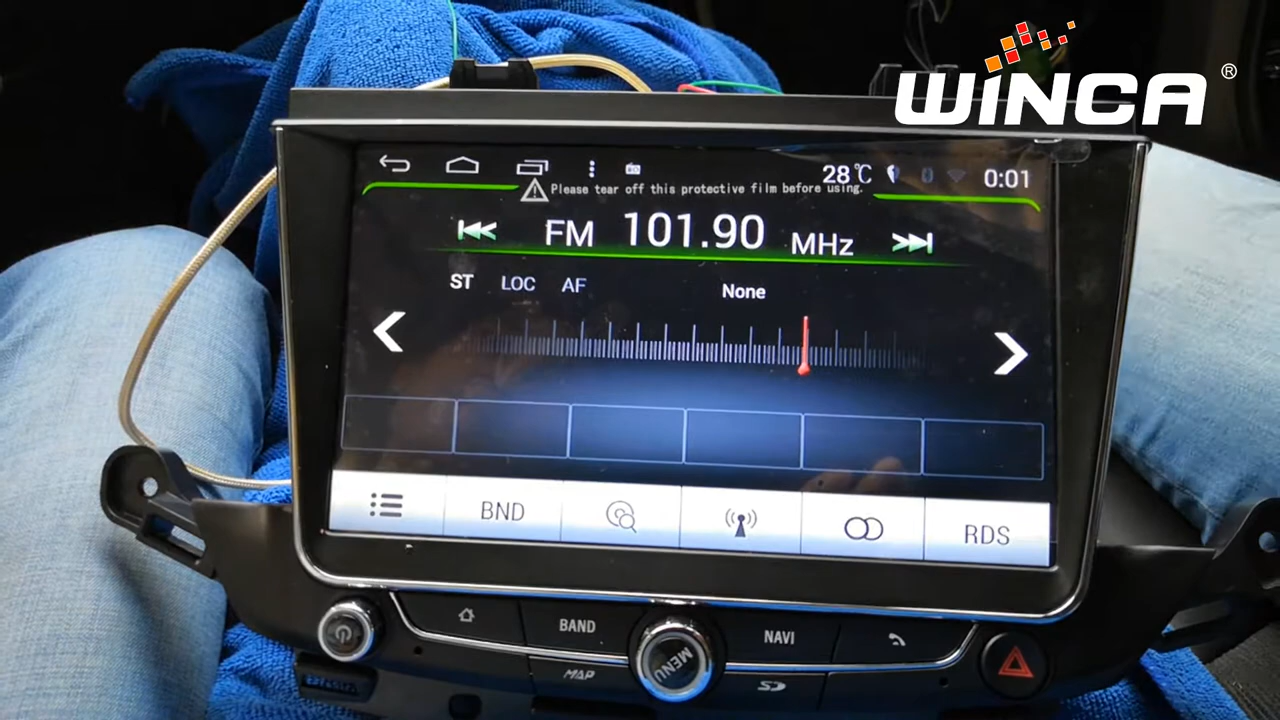 WINCA ®
28°C 0:01
Please tear off this protective film before using.
FM 101.90 MHz
ST LOC AF None
BND RDS
BAND NAVI
MENU
MAP SD